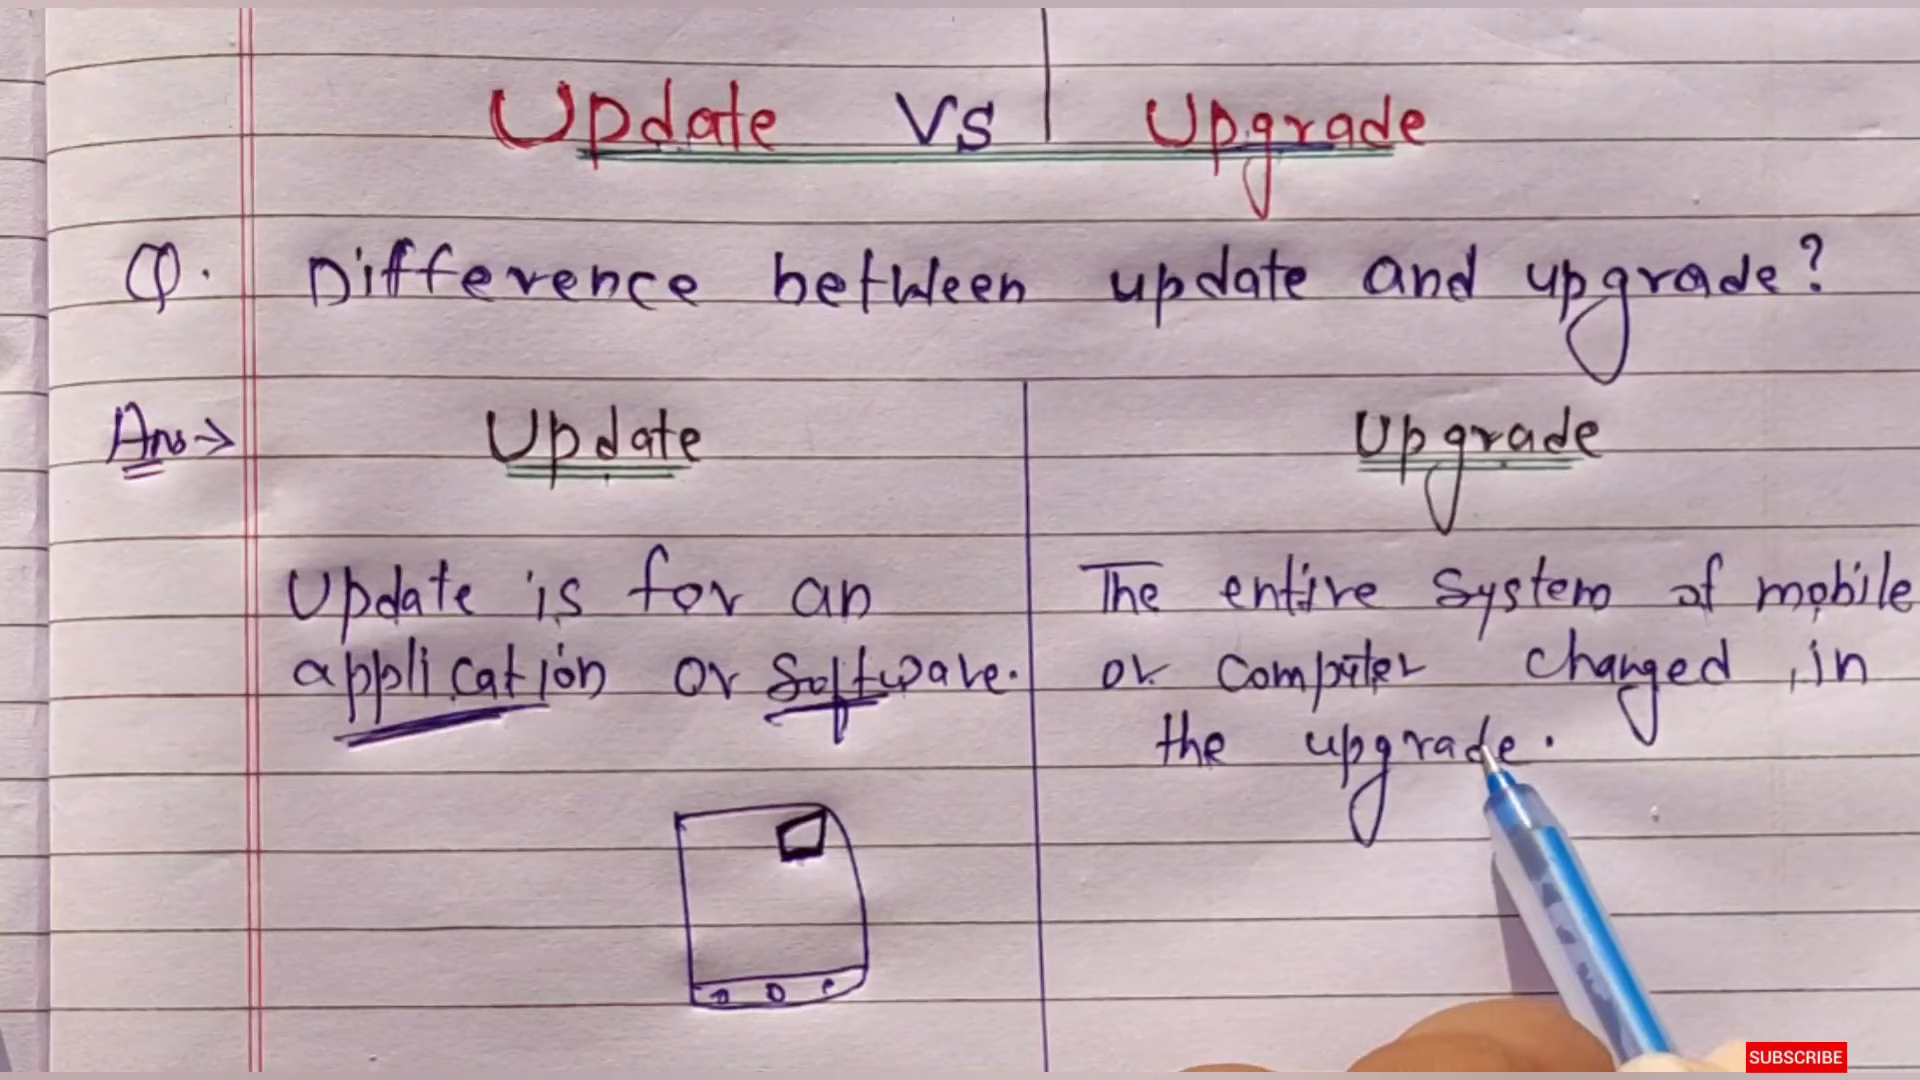 Update vs Upgrade
Q. Difference between update and upgrade?
Ans→ Update Upgrade
Update is for an
application or software.
The entire system of mobile
or computer changed in
the upgrade.
SUBSCRIBE